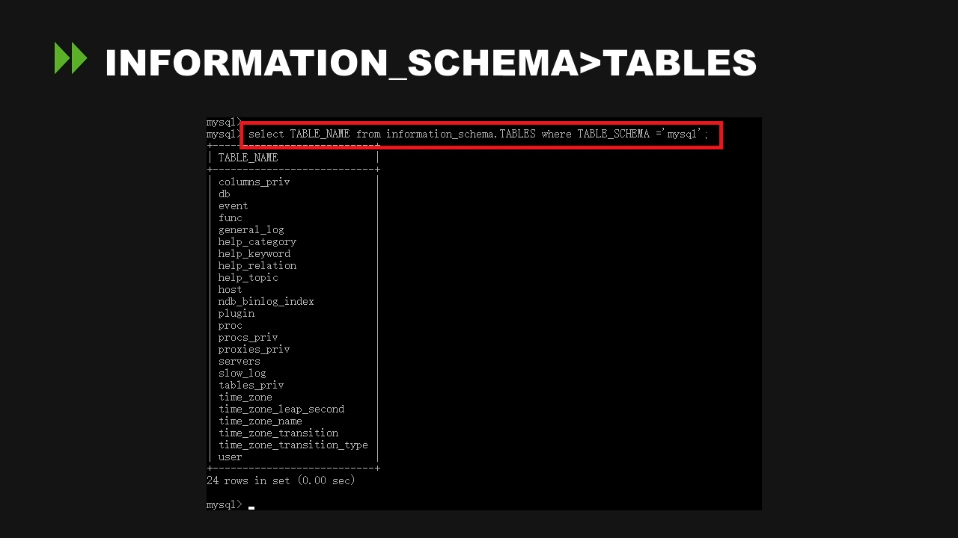 INFORMATION_SCHEMA>TABLES
mysql>
mysql> select TABLE_NAME from information_schema.TABLES where TABLE_SCHEMA ='mysql';
+---------------------------+
| TABLE_NAME |
+---------------------------+
| columns_priv |
| db |
| event |
| func |
| general_log |
| help_category |
| help_keyword |
| help_relation |
| help_topic |
| host |
| ndb_binlog_index |
| plugin |
| proc |
| procs_priv |
| proxies_priv |
| servers |
| slow_log |
| tables_priv |
| time_zone |
| time_zone_leap_second |
| time_zone_name |
| time_zone_transition |
| time_zone_transition_type |
| user |
+---------------------------+
24 rows in set (0.00 sec)
mysql> _